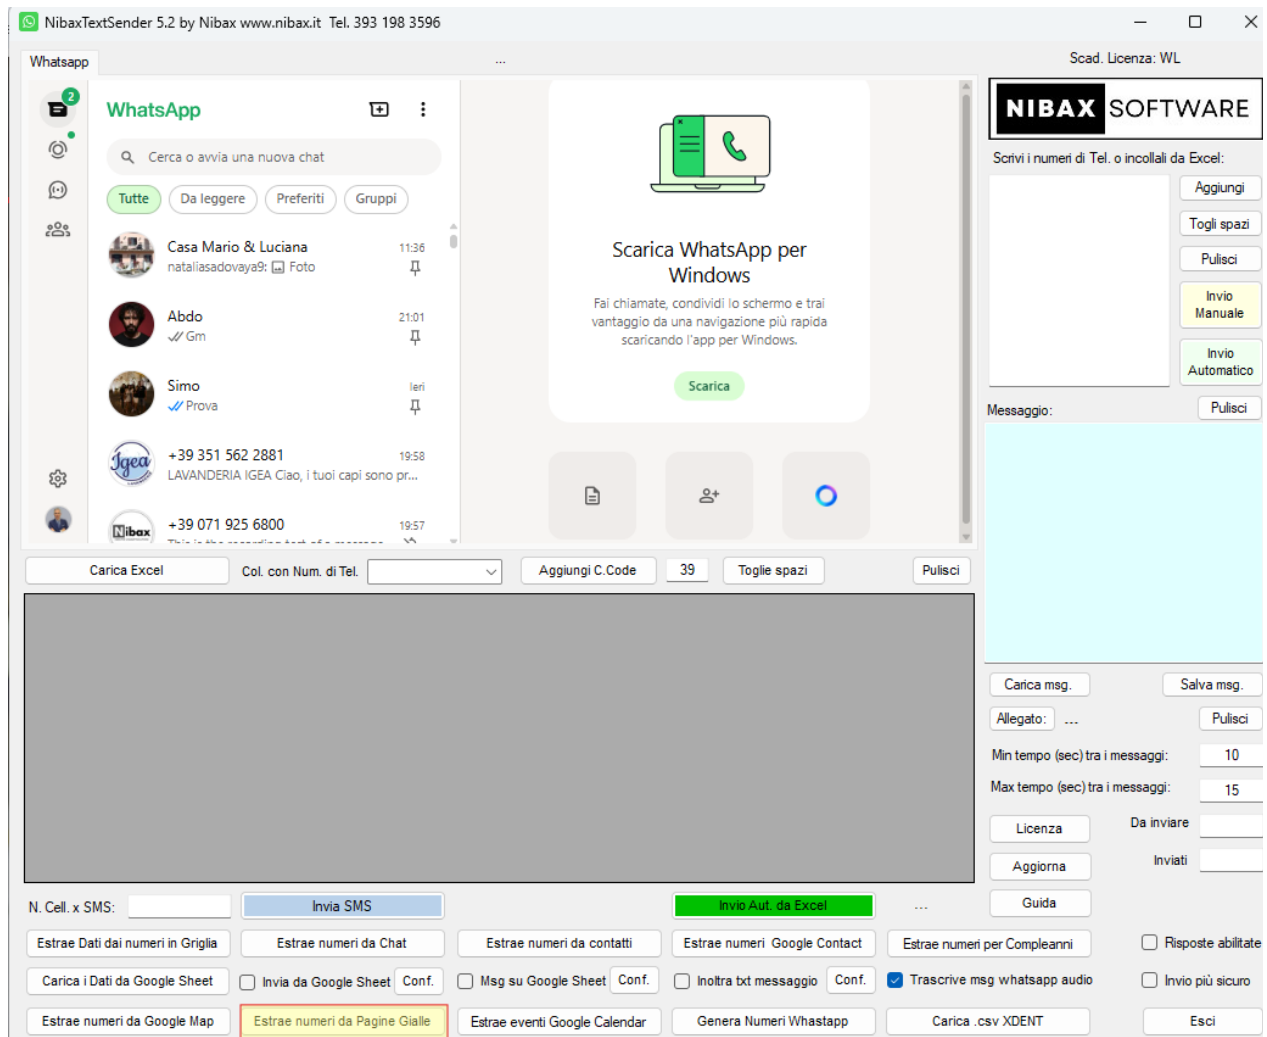 NibaxTextSender 5.2 by Nibax www.nibax.it Tel. 393 198 3596
Whatsapp
...
Scad. Licenza: WL
2
WhatsApp
Cerca o avvia una nuova chat
Tutte Da leggere Preferiti Gruppi
Casa Mario & Luciana 11:36
nataliasadovaya9: Foto
Abdo 21:01
Gm
Simo Ieri
Prova
Igea
+39 351 562 2881 19:58
LAVANDERIA IGEA Ciao, i tuoi capi sono pr...
Nibax
+39 071 925 6800 19:57
This is the recording text of a message
Scarica WhatsApp per
Windows
Fai chiamate, condividi lo schermo e trai
vantaggio da una navigazione più rapida
scaricando l'app per Windows.
Scarica
NIBAX SOFTWARE
Scrivi i numeri di Tel. o incollali da Excel:
Aggiungi
Togli spazi
Pulisci
Invio
Manuale
Invio
Automatico
Messaggio: Pulisci
Carica Excel Col. con Num. di Tel. Aggiungi C.Code 39 Toglie spazi Pulisci
Carica msg. Salva msg.
Allegato: ... Pulisci
Min tempo (sec) tra i messaggi: 10
Max tempo (sec) tra i messaggi: 15
Licenza Da inviare
Aggiorna Inviati
Guida
N. Cell. x SMS: Invia SMS Invio Aut. da Excel ...
Estrae Dati dai numeri in Griglia Estrae numeri da Chat Estrae numeri da contatti Estrae numeri Google Contact Estrae numeri per Compleanni Risposte abilitate
Carica i Dati da Google Sheet Invia da Google Sheet Conf. Msg su Google Sheet Conf. Inoltra txt messaggio Conf. Trascrive msg whatsapp audio Invio più sicuro
Estrae numeri da Google Map Estrae numeri da Pagine Gialle Estrae eventi Google Calendar Genera Numeri Whastapp Carica .csv XDENT Esci